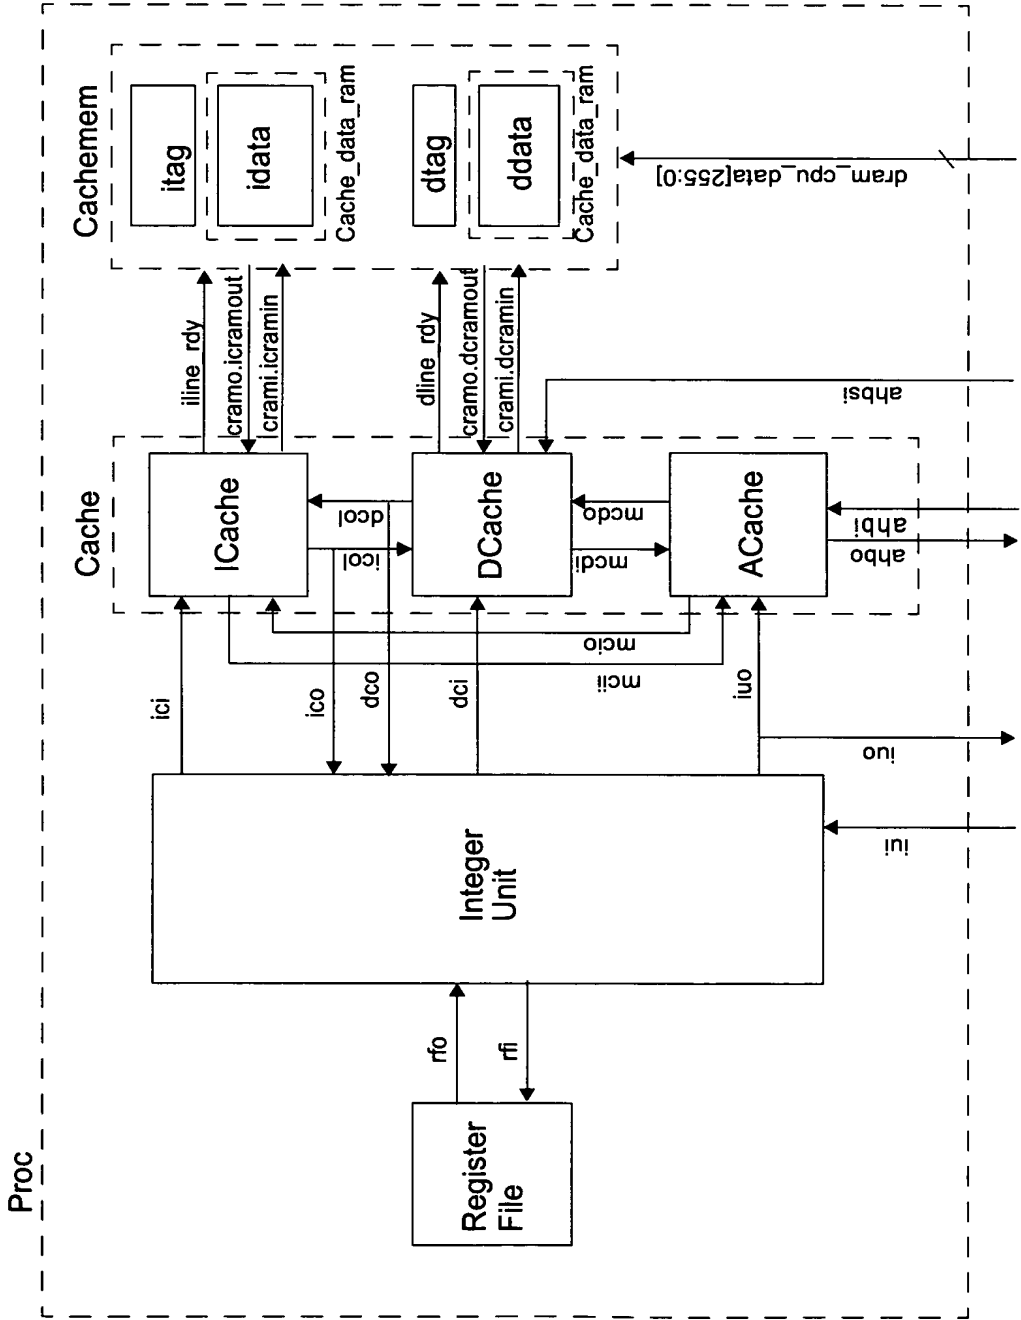 Proc
Cachemem
itag
idata
Cache_data_ram
dtag
ddata
Cache_data_ram
dram_cpu_data[255:0]
iline_rdy
cramo.icramout
crami.icramin
dline_rdy
cramo.dcramout
crami.dcramin
ahbsi
Cache
ICache
dcol
icol
DCache
mcdo
mcdi
ACache
ahbi
ahbo
mcio
mcii
ici
ico
dco
dci
iuo
iuo
iui
Integer
Unit
rfo
rfi
Register
File